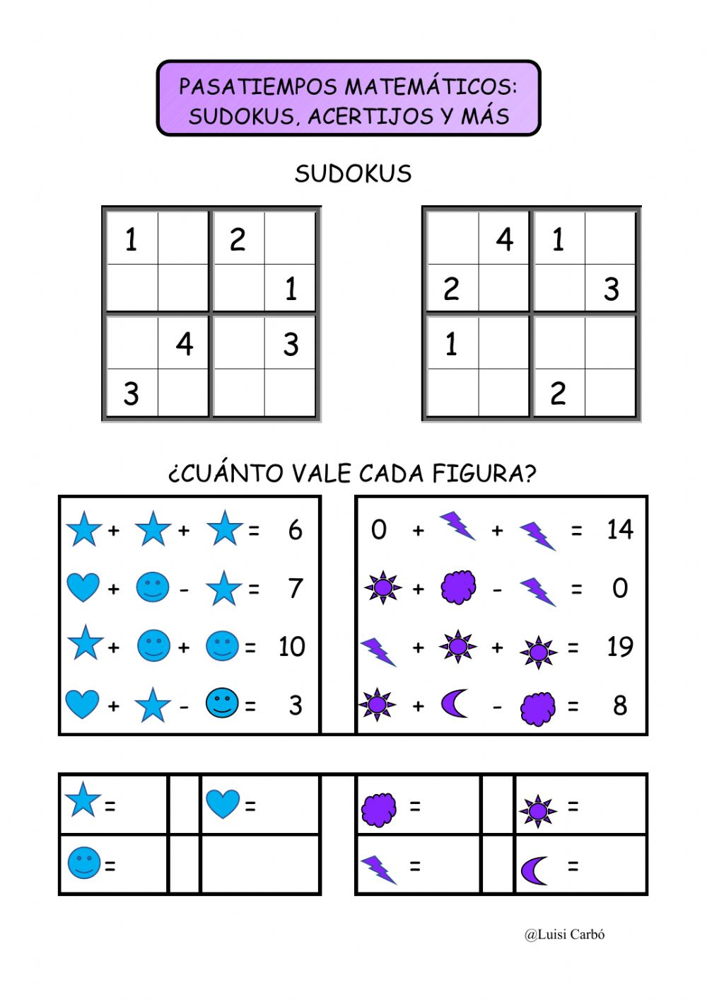 PASATIEMPOS MATEMÁTICOS:
SUDOKUS, ACERTIJOS Y MÁS
SUDOKUS
1 2
1
4 3
3
4 1
2 3
1
2
¿CUÁNTO VALE CADA FIGURA?
+ + = 6
+ - = 7
+ + = 10
+ - = 3
0 + + = 14
+ - = 0
+ + = 19
+ - = 8
= =
=
= =
= =
@Luisi Carbó